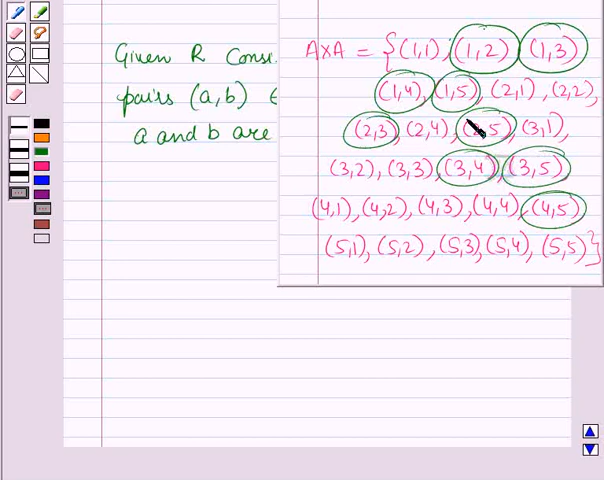 Given R Consi
pairs (a,b) ∈
a and b are
A×A = {(1,1), (1,2) (1,3)
(1,4), (1,5), (2,1), (2,2),
(2,3), (2,4), 5), (3,1),
(3,2), (3,3), (3,4), (3,5),
(4,1), (4,2), (4,3), (4,4), (4,5)
(5,1), (5,2), (5,3), (5,4), (5,5)}